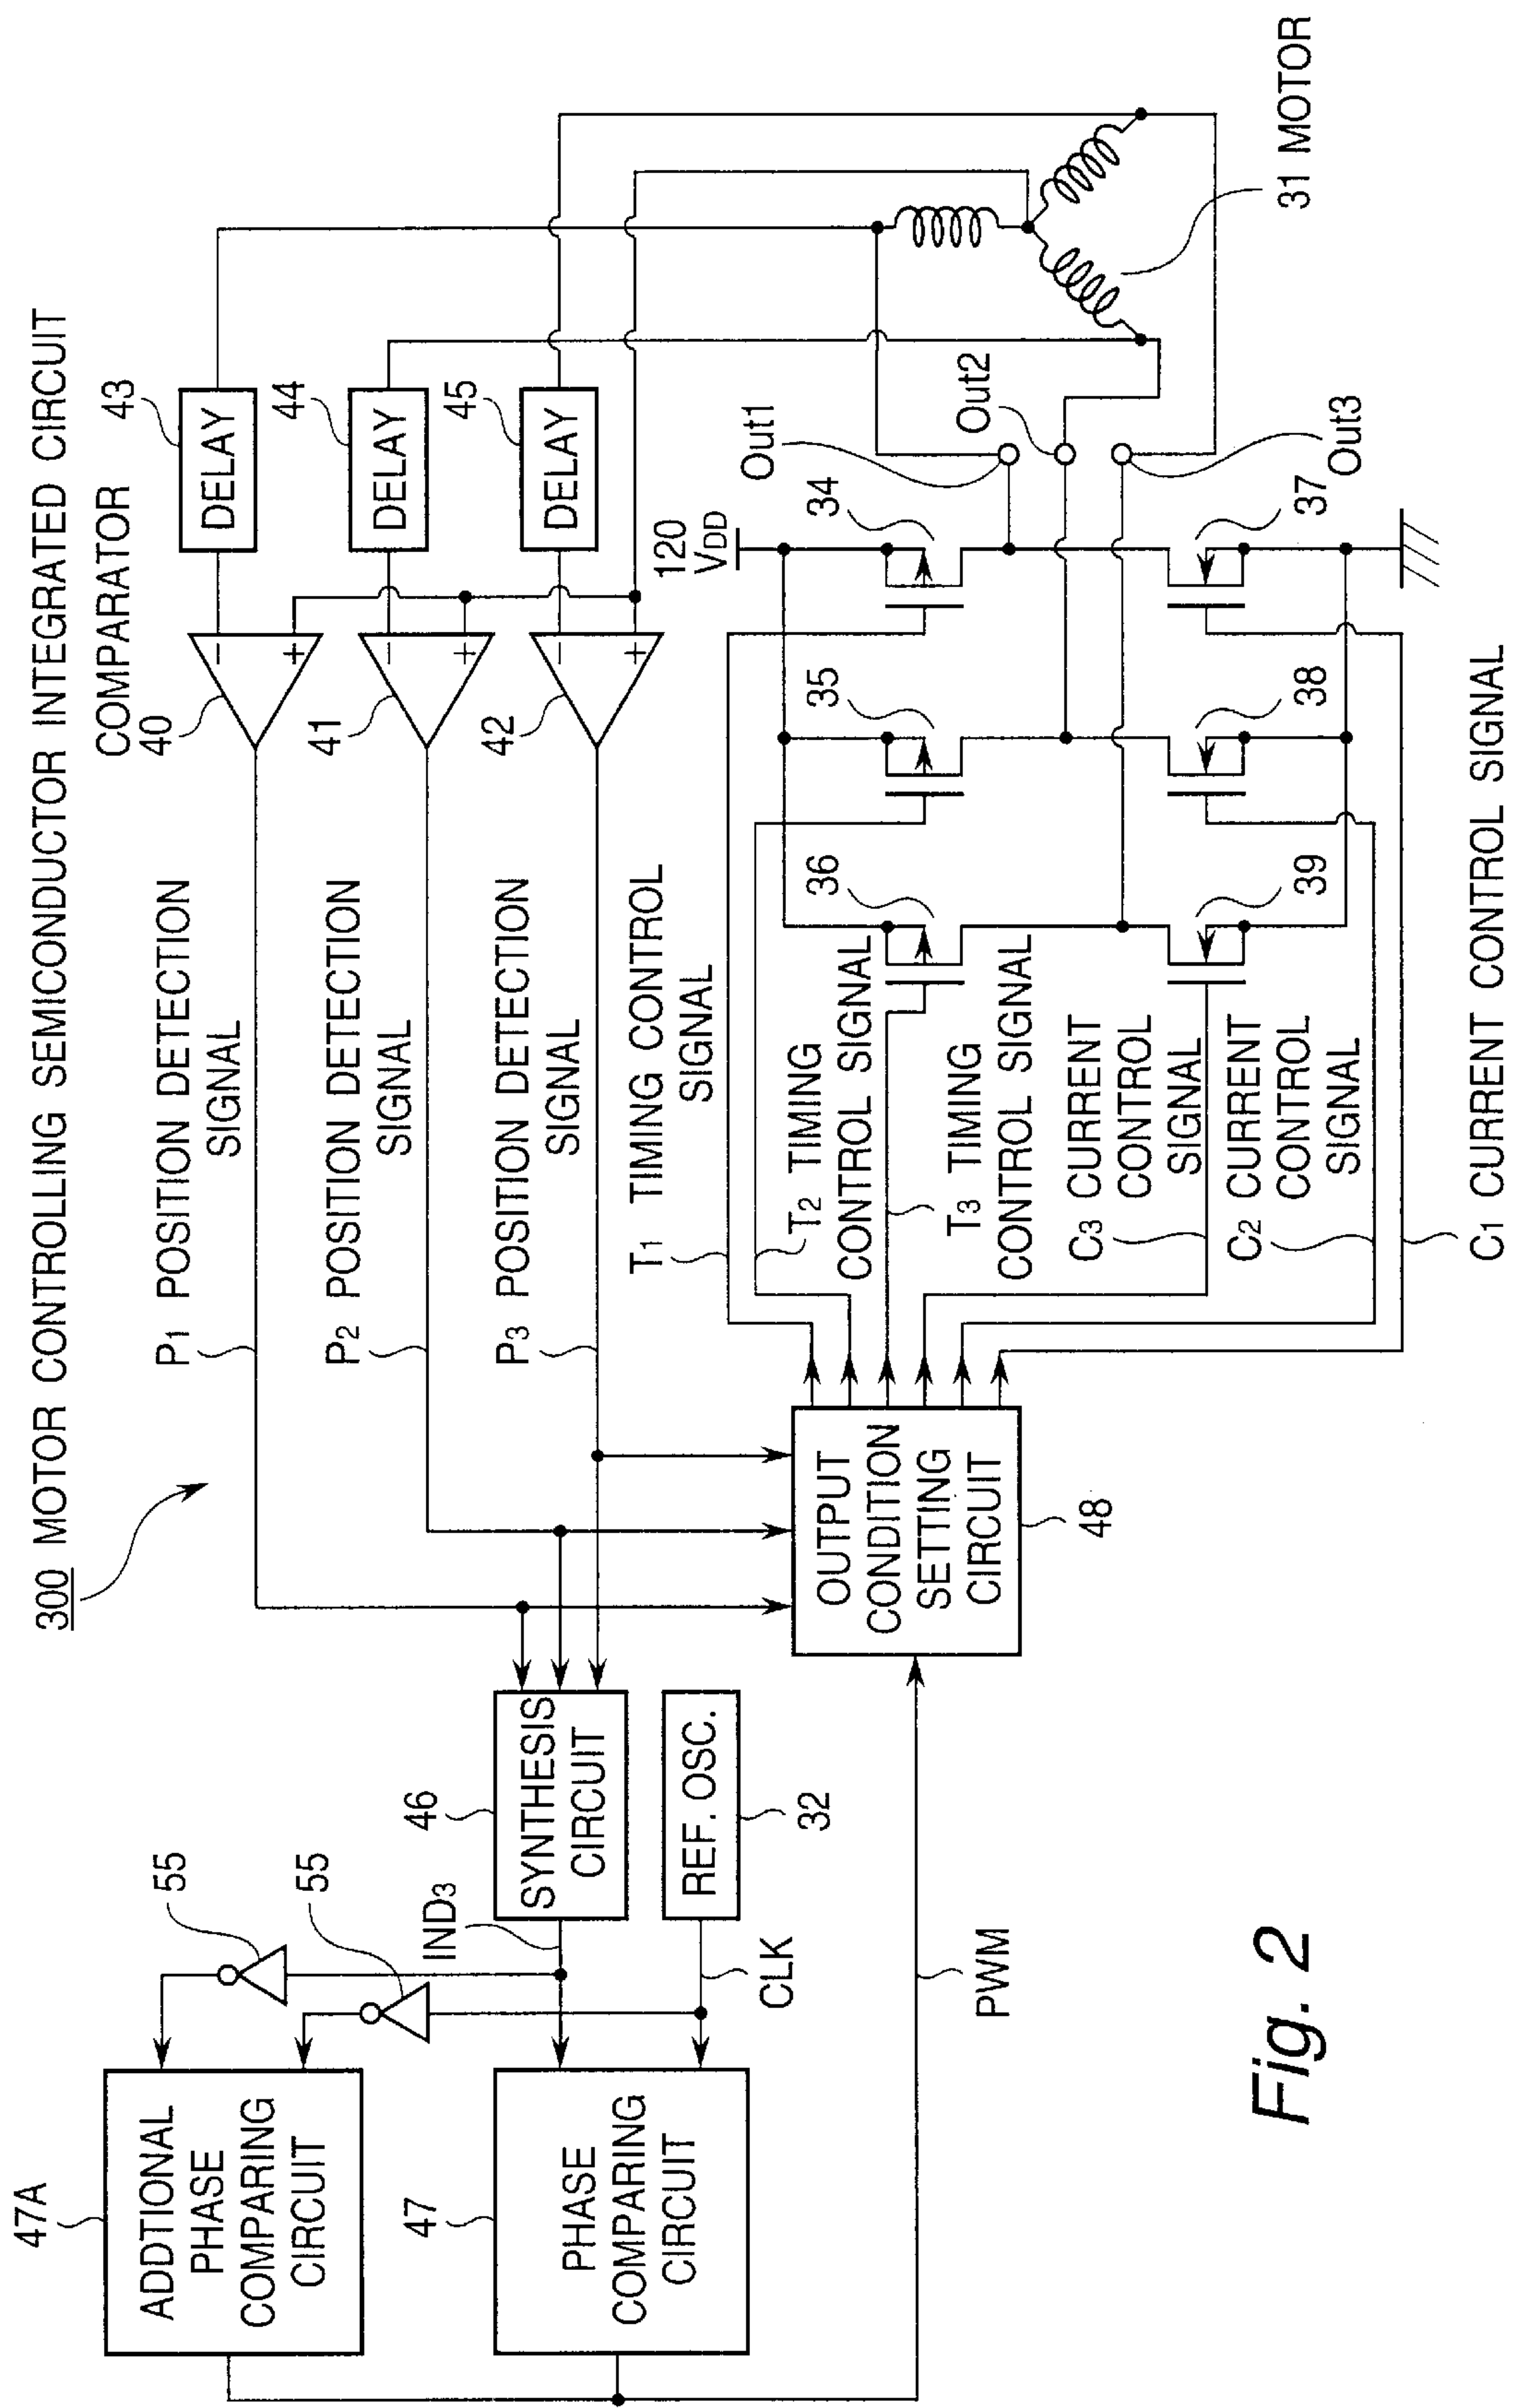 300 MOTOR CONTROLLING SEMICONDUCTOR INTEGRATED CIRCUIT
47A
ADDTIONAL
PHASE
COMPARING
CIRCUIT
55
55
P1 POSITION DETECTION
SIGNAL
COMPARATOR
40
43
DELAY
−
+
47
PHASE
COMPARING
CIRCUIT
IND3
46
SYNTHESIS
CIRCUIT
P2 POSITION DETECTION
SIGNAL
41
44
DELAY
−
+
P3 POSITION DETECTION
SIGNAL
42
45
DELAY
−
+
CLK
REF. OSC.
32
T1 TIMING CONTROL
SIGNAL
120
VDD
Out1
Out2
Out3
PWM
OUTPUT
CONDITION
SETTING
CIRCUIT
48
T2 TIMING
CONTROL SIGNAL
T3 TIMING
CONTROL SIGNAL
C3 CURRENT
CONTROL
SIGNAL
C2 CURRENT
CONTROL
SIGNAL
C1 CURRENT CONTROL SIGNAL
36
35
34
39
38
37
31 MOTOR
Fig. 2